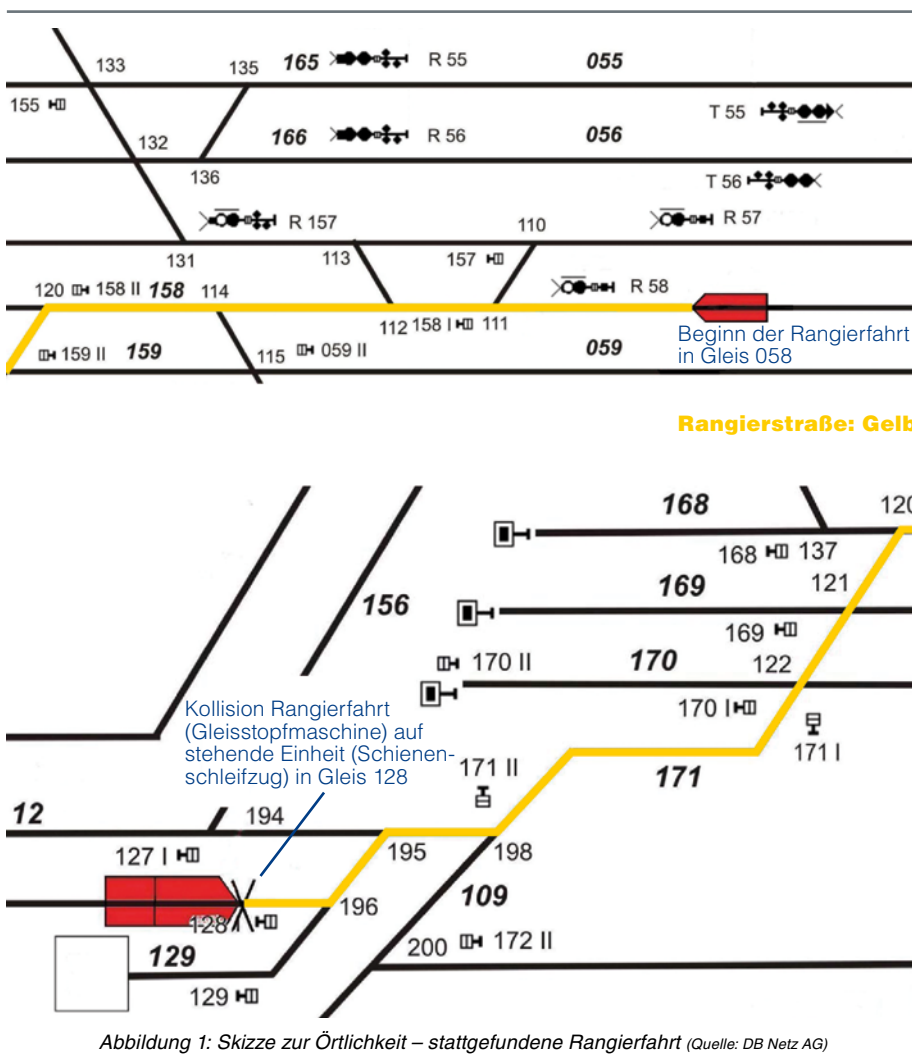 133
135
165
R 55
055
155
T 55
132
166
R 56
056
136
T 56
R 157
110
R 57
131
113
157
120
158 II
158
114
R 58
112
158 I
111
Beginn der Rangierfahrt
in Gleis 058
159 II
159
115
059 II
059
Rangierstraße: Gelb
168
120
168
137
156
169
121
169
170 II
170
122
Kollision Rangierfahrt
(Gleisstopfmaschine) auf
stehende Einheit (Schienen-
schleifzug) in Gleis 128
170 I
171 I
171 II
171
12
194
127 I
195
198
128 I
196
109
129
200
172 II
129
Abbildung 1: Skizze zur Örtlichkeit – stattgefundene Rangierfahrt (Quelle: DB Netz AG)